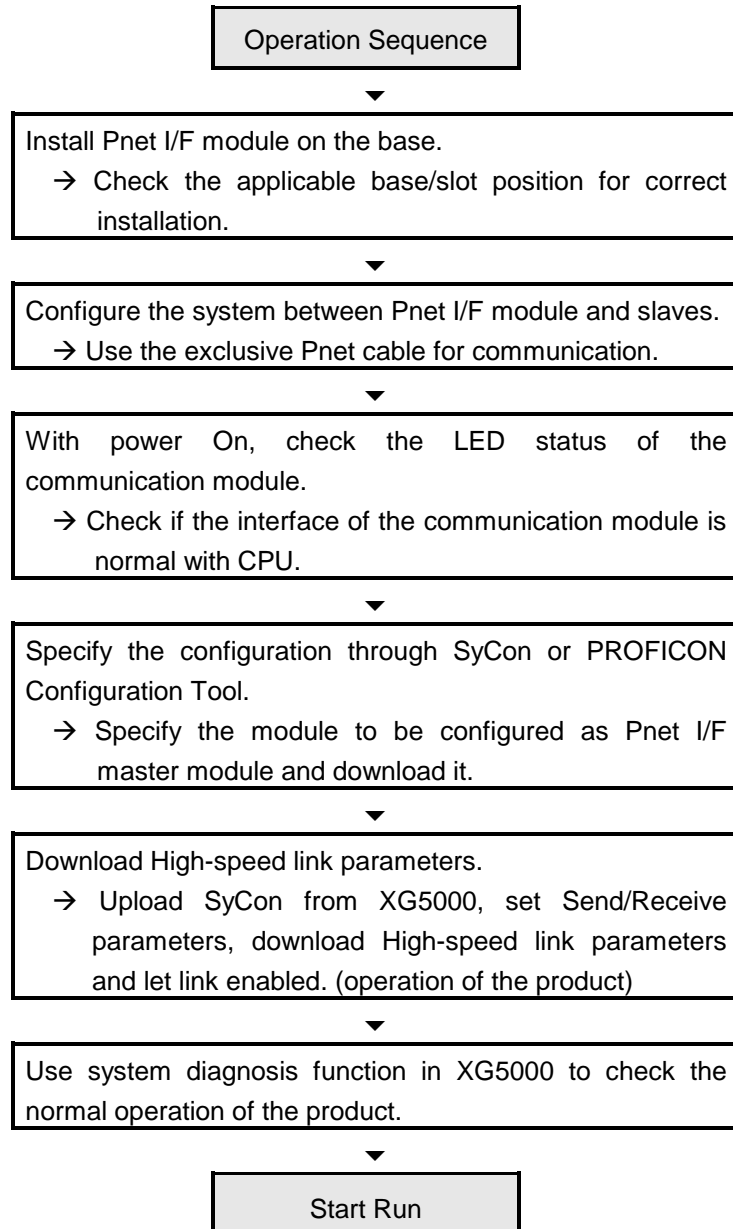 Operation Sequence
Install Pnet I/F module on the base.
→ Check the applicable base/slot position for correct
installation.
Configure the system between Pnet I/F module and slaves.
→ Use the exclusive Pnet cable for communication.
With power On, check the LED status of the
communication module.
→ Check if the interface of the communication module is
normal with CPU.
Specify the configuration through SyCon or PROFICON
Configuration Tool.
→ Specify the module to be configured as Pnet I/F
master module and download it.
Download High-speed link parameters.
→ Upload SyCon from XG5000, set Send/Receive
parameters, download High-speed link parameters
and let link enabled. (operation of the product)
Use system diagnosis function in XG5000 to check the
normal operation of the product.
Start Run